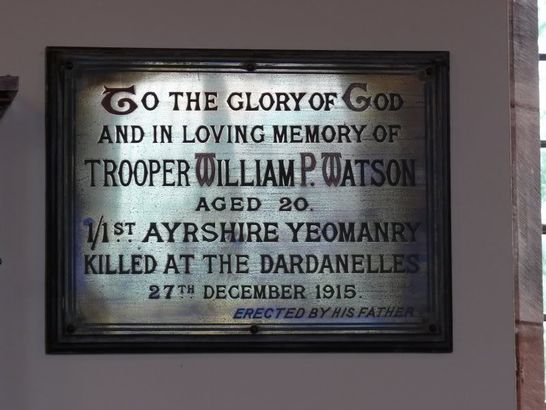 TO THE GLORY OF GOD
AND IN LOVING MEMORY OF
TROOPER WILLIAM P. WATSON
AGED 20.
1/1ST AYRSHIRE YEOMANRY
KILLED AT THE DARDANELLES
27TH DECEMBER 1915.
ERECTED BY HIS FATHER